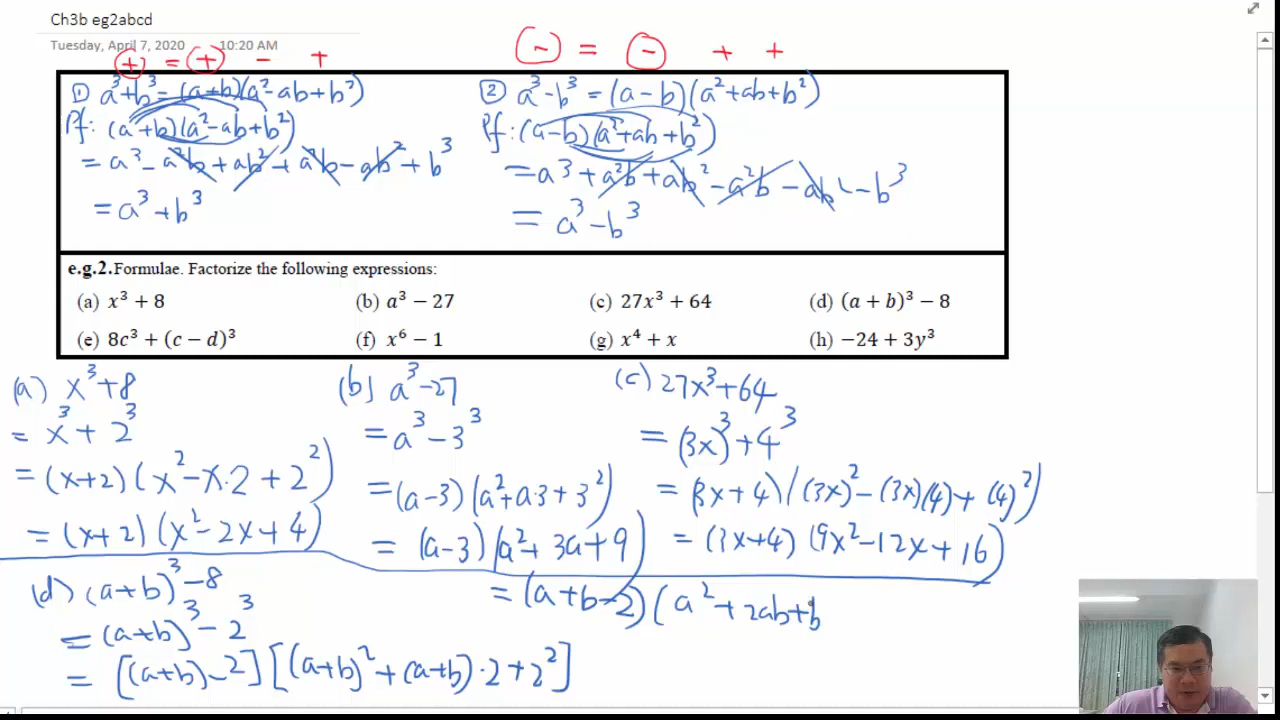 Ch3b eg2abcd
Tuesday, April 7, 2020 10:20 AM
(+) = (+) − +
(−) = (−) + +
① a³+b³=(a+b)(a²−ab+b²)
Pf: (a+b)(a²−ab+b²)
= a³ − a²b + ab² + a²b − ab² + b³
= a³ + b³
② a³−b³=(a−b)(a²+ab+b²)
Pf: (a−b)(a²+ab+b²)
= a³ + a²b + ab² − a²b − ab² − b³
= a³ − b³
e.g.2. Formulae. Factorize the following expressions:
(a) x³ + 8 (b) a³ − 27 (c) 27x³ + 64 (d) (a + b)³ − 8
(e) 8c³ + (c − d)³ (f) x⁶ − 1 (g) x⁴ + x (h) −24 + 3y³
(a) x³+8
= x³ + 2³
= (x+2)(x²−x·2+2²)
= (x+2)(x²−2x+4)
(b) a³−27
= a³−3³
= (a−3)(a²+a·3+3²)
= (a−3)(a²+3a+9)
(c) 27x³+64
= (3x)³+4³
= (3x+4)((3x)²−(3x)(4)+(4)²)
= (3x+4)(9x²−12x+16)
(d) (a+b)³−8
= (a+b)³−2³
= [(a+b)−2][(a+b)²+(a+b)·2+2²]
= (a+b−2)(a²+2ab+b